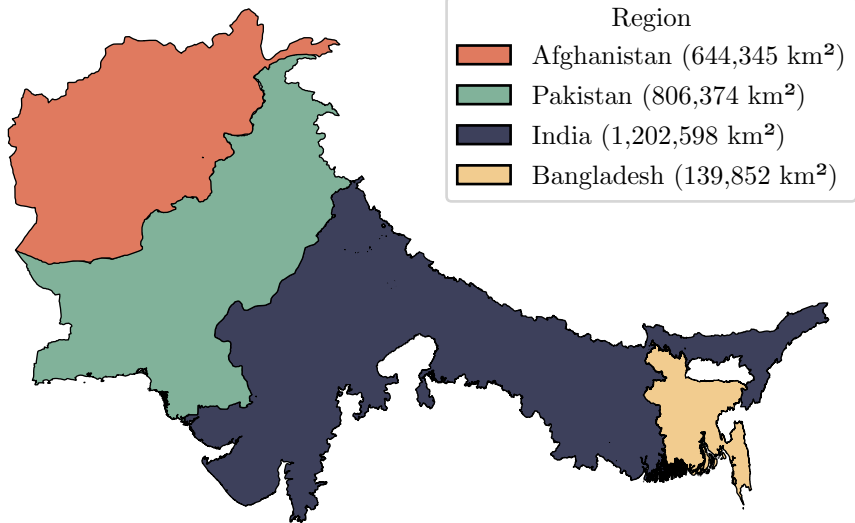 Region
Afghanistan (644,345 km²)
Pakistan (806,374 km²)
India (1,202,598 km²)
Bangladesh (139,852 km²)